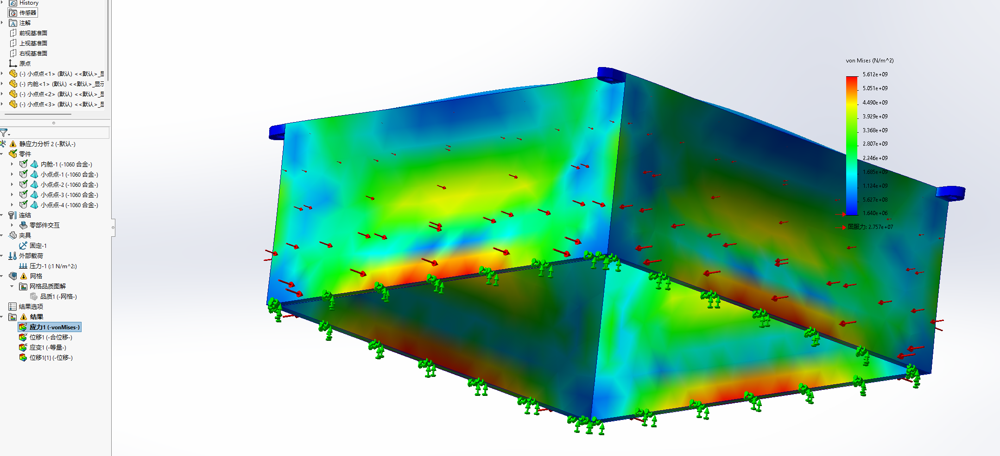 History
传感器
注解
前视基准面
上视基准面
右视基准面
原点
(-) 小点点<1> (默认) <<默认>_显
(-) 内舱<1> (默认) <<默认>_显示
(-) 小点点<2> (默认) <<默认>_显
(-) 小点点<3> (默认) <<默认>_显
静应力分析 2 (-默认-)
零件
内舱-1 (-1060 合金-)
小点点-1 (-1060 合金-)
小点点-2 (-1060 合金-)
小点点-3 (-1060 合金-)
小点点-4 (-1060 合金-)
连结
零部件交互
夹具
固定-1
外部载荷
压力-1 (:1 N/m^2:)
网格
网格品质图解
品质1 (-网格-)
结果选项
结果
应力1 (-vonMises-)
位移1 (-合位移-)
应变1 (-等量-)
位移1{1} (-位移-)
von Mises (N/m^2)
5.612e+09
5.051e+09
4.490e+09
3.929e+09
3.368e+09
2.807e+09
2.246e+09
1.685e+09
1.124e+09
5.627e+08
1.640e+06
屈服力: 2.757e+07